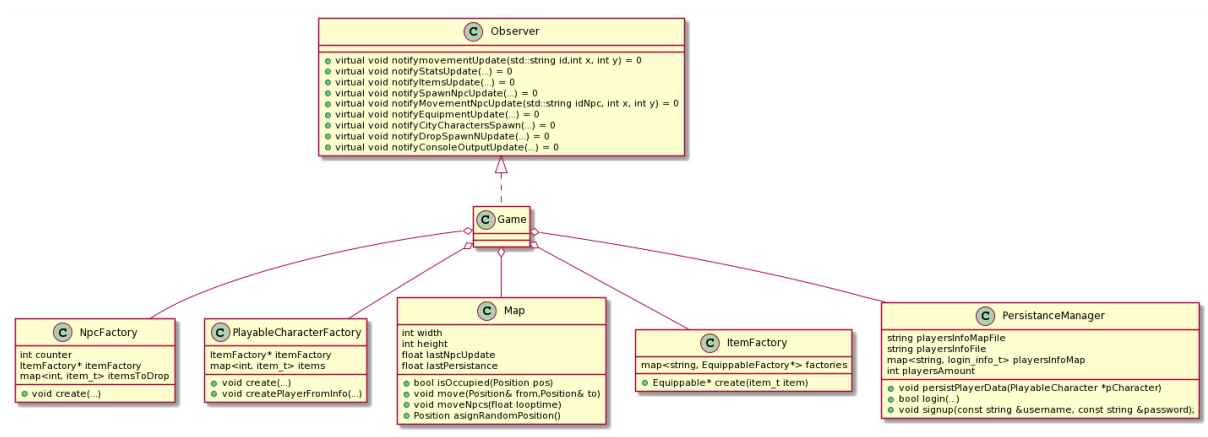 C Observer
virtual void notifymovementUpdate(std::string id,int x, int y) = 0
virtual void notifyStatsUpdate(...) = 0
virtual void notifyItemsUpdate(...) = 0
virtual void notifySpawnNpcUpdate(...) = 0
virtual void notifyMovementNpcUpdate(std::string idNpc, int x, int y) = 0
virtual void notifyEquipmentUpdate(...) = 0
virtual void notifyCityCharactersSpawn(...) = 0
virtual void notifyDropSpawnNUpdate(...) = 0
virtual void notifyConsoleOutputUpdate(...) = 0
C Game
C NpcFactory
int counter
ItemFactory* itemFactory
map<int, item_t> itemsToDrop
void create(...)
C PlayableCharacterFactory
ItemFactory* itemFactory
map<int, item_t> items
void create(...)
void createPlayerFromInfo(...)
C Map
int width
int height
float lastNpcUpdate
float lastPersistance
bool isOccupied(Position pos)
void move(Position& from,Position& to)
void moveNpcs(float looptime)
Position asignRandomPosition()
C ItemFactory
map<string, EquippableFactory*> factories
Equippable* create(item_t item)
C PersistanceManager
string playersInfoMapFile
string playersInfoFile
map<string, login_info_t> playersInfoMap
int playersAmount
void persistPlayerData(PlayableCharacter *pCharacter)
bool login(...)
void signup(const string &username, const string &password);